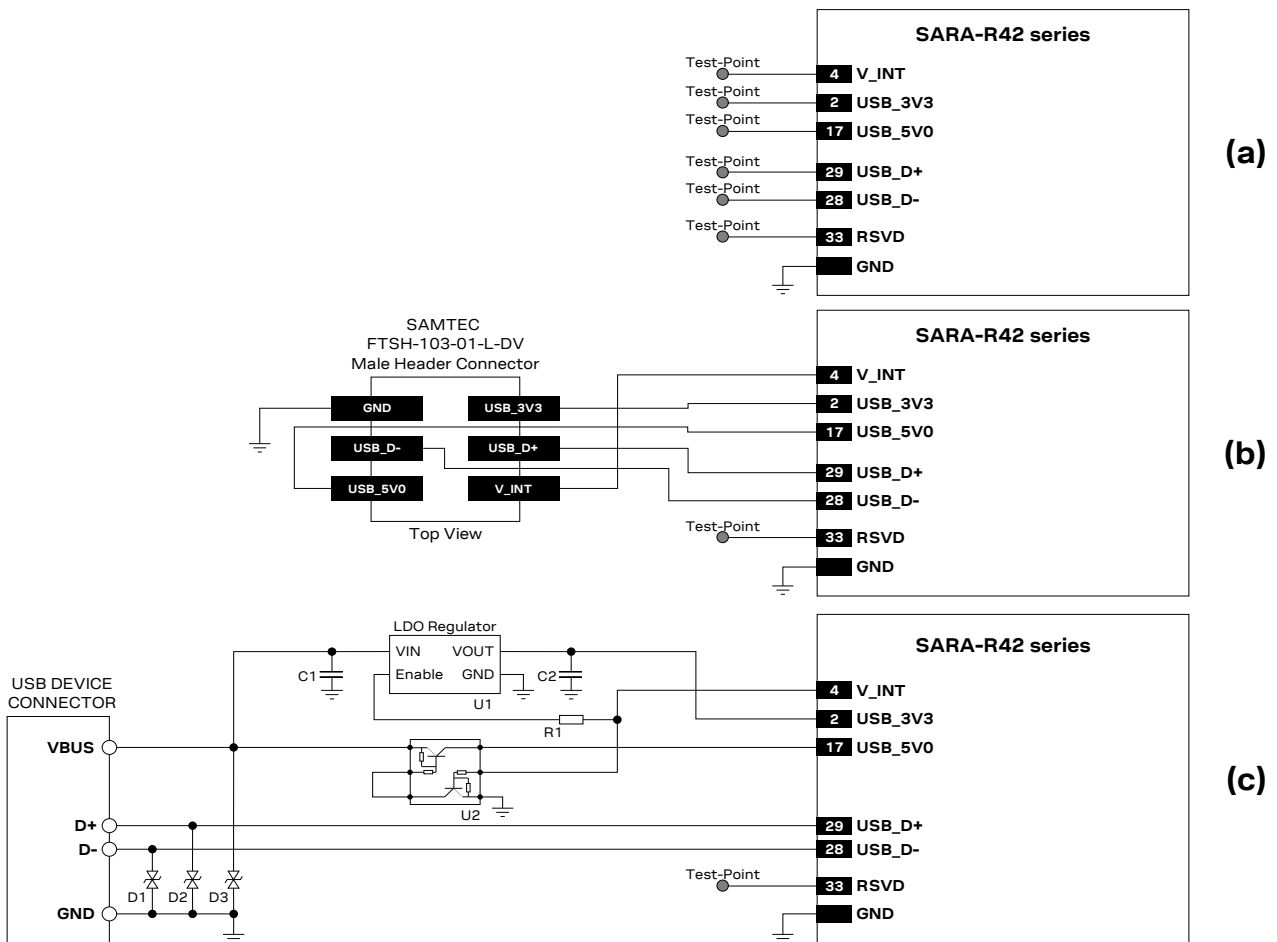 SARA-R42 series
Test-Point
4 V_INT
Test-Point
2 USB_3V3
Test-Point
17 USB_5V0
(a)
Test-Point
29 USB_D+
Test-Point
28 USB_D-
Test-Point
33 RSVD
GND
SAMTEC
FTSH-103-01-L-DV
Male Header Connector
GND USB_3V3
USB_D- USB_D+
USB_5V0 V_INT
Top View
SARA-R42 series
4 V_INT
2 USB_3V3
17 USB_5V0
(b)
29 USB_D+
28 USB_D-
Test-Point
33 RSVD
GND
LDO Regulator
VIN VOUT
Enable GND
C1
C2
U1
R1
U2
USB DEVICE
CONNECTOR
VBUS
D+
D-
D1 D2 D3
GND
SARA-R42 series
4 V_INT
2 USB_3V3
17 USB_5V0
(c)
29 USB_D+
28 USB_D-
Test-Point
33 RSVD
GND